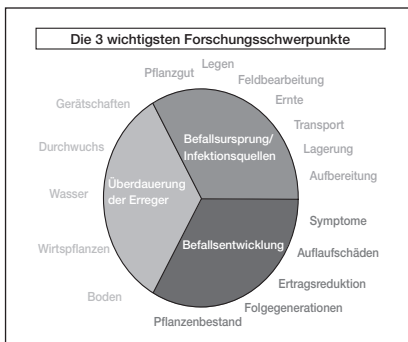 Die 3 wichtigsten Forschungsschwerpunkte
Legen
Pflanzgut
Feldbearbeitung
Gerätschaften
Ernte
Transport
Befallsursprung/
Infektionsquellen
Durchwuchs
Lagerung
Aufbereitung
Wasser
Überdauerung
der Erreger
Symptome
Befallsentwicklung
Wirtspflanzen
Auflaufschäden
Ertragsreduktion
Boden
Folgegenerationen
Pflanzenbestand